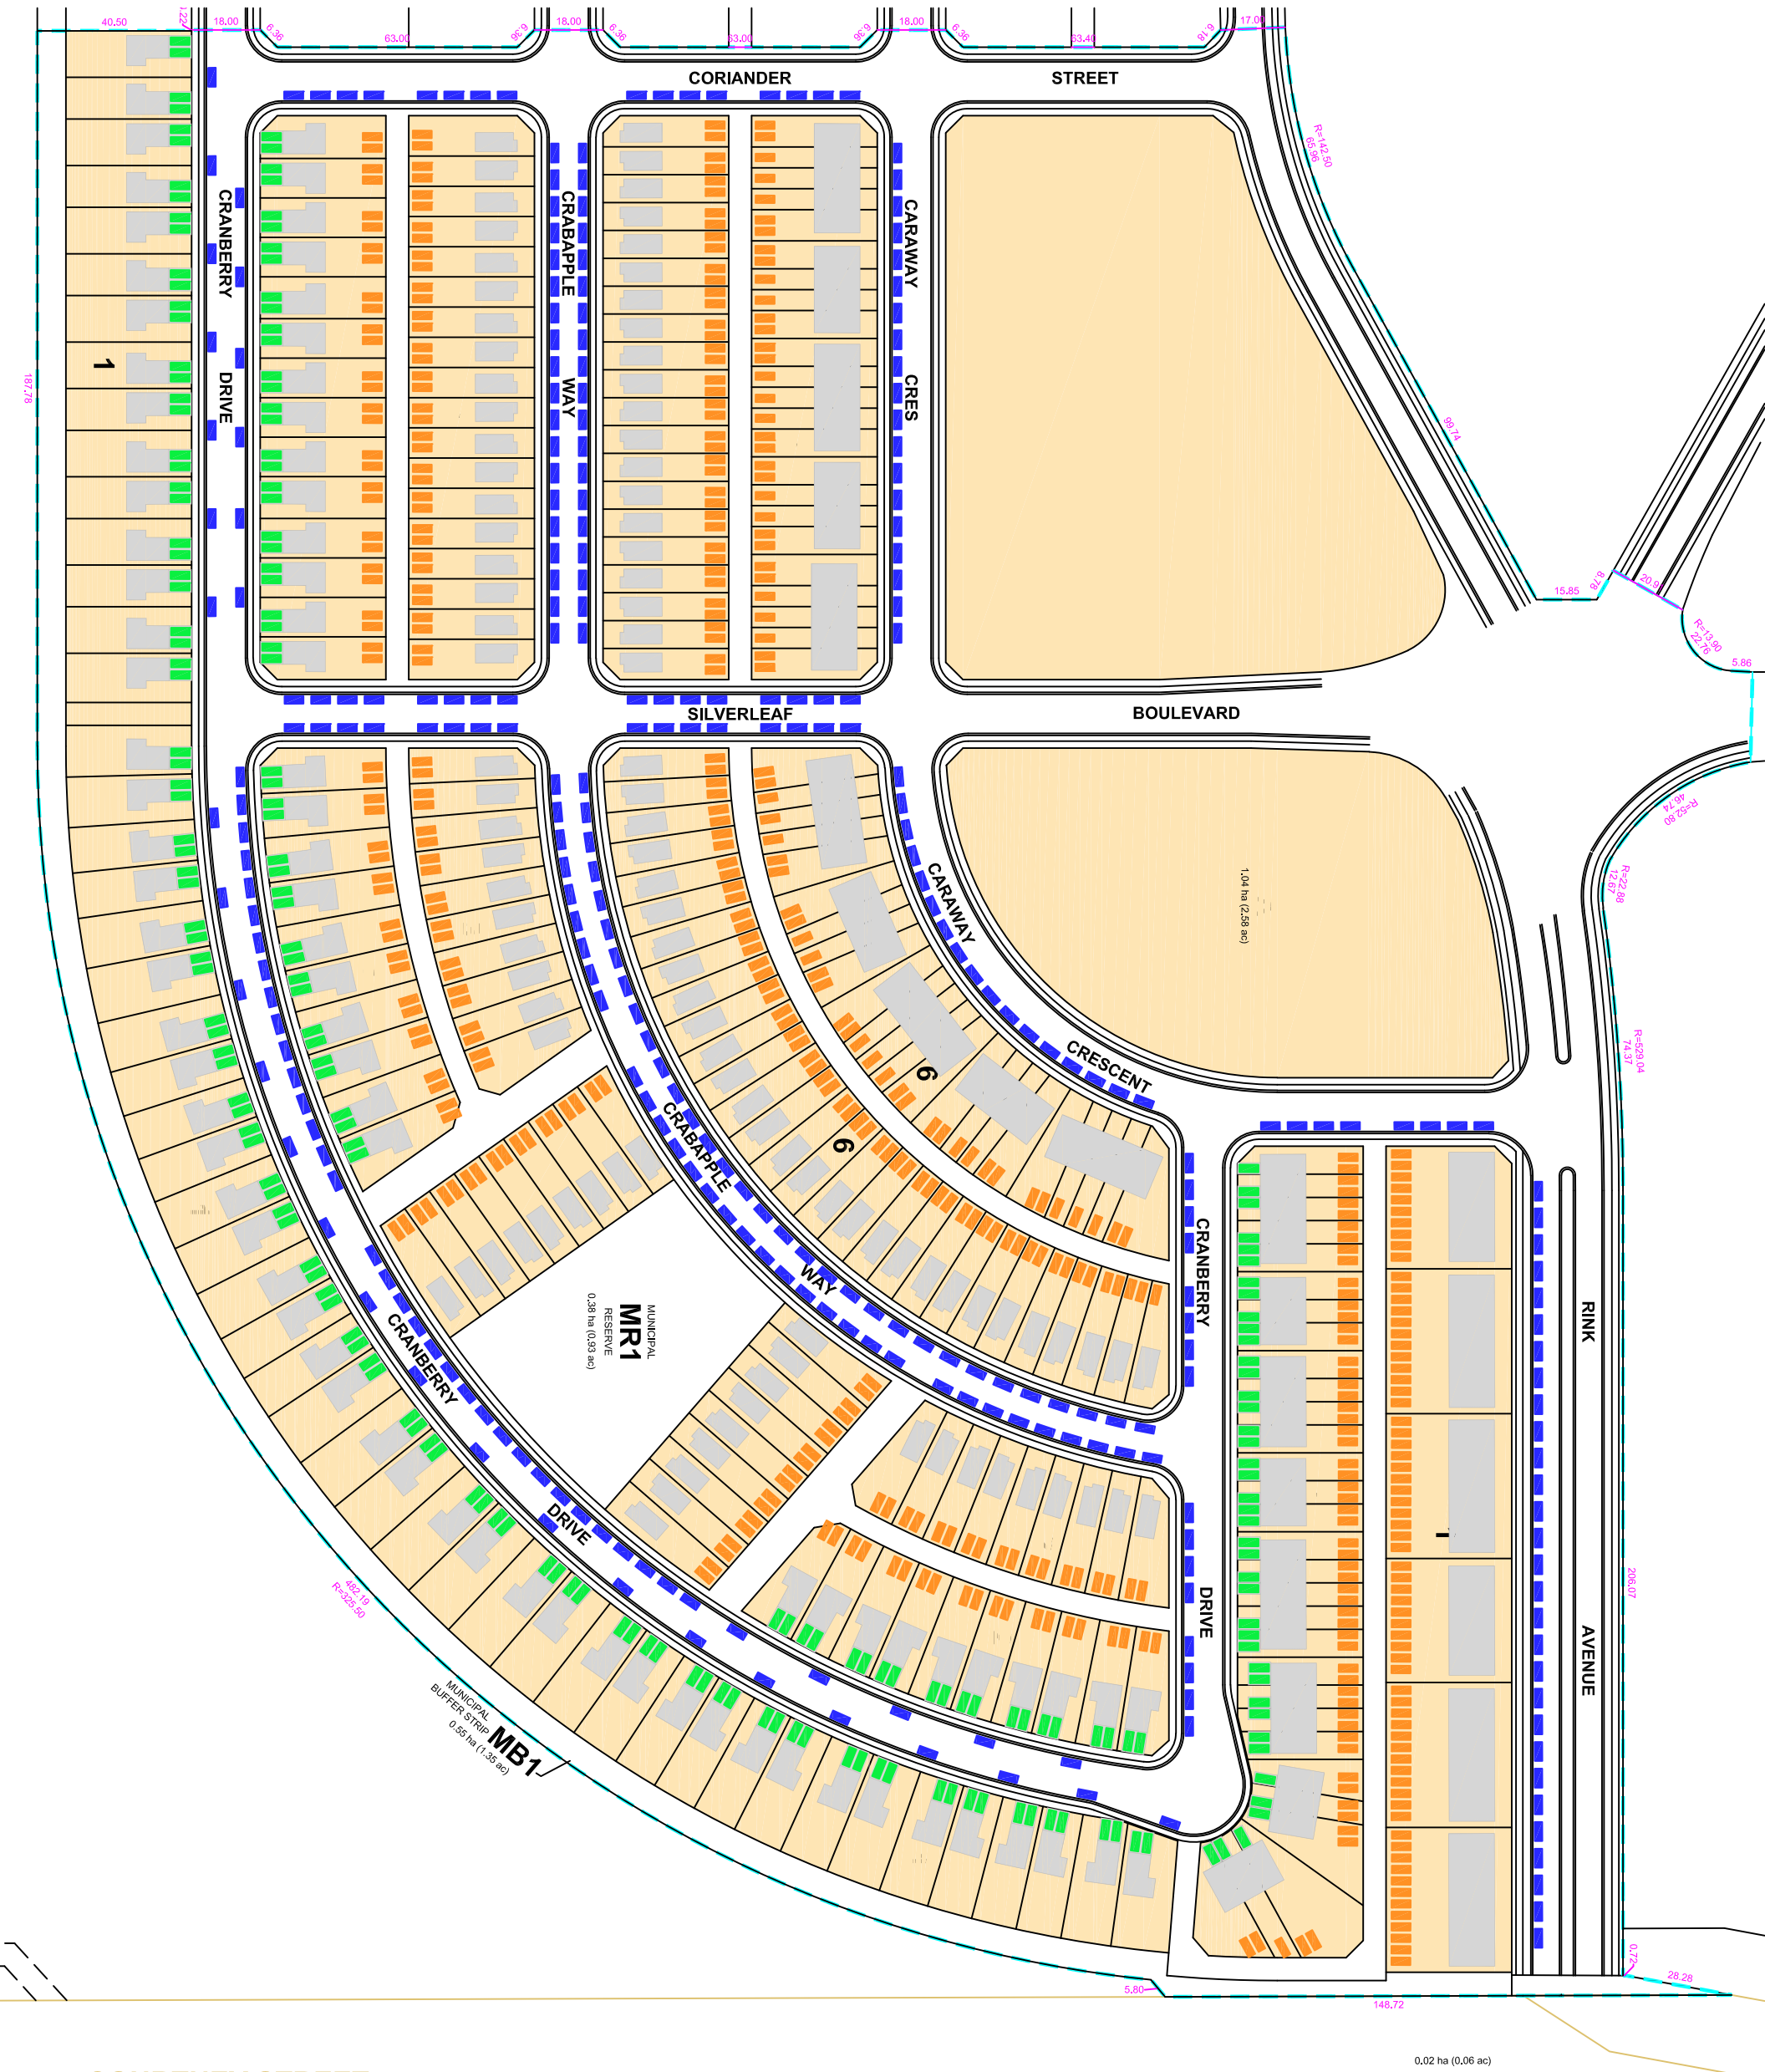 40.50
1.22
18.00
6.36
63.00
6.36
18.00
6.36
63.00
6.36
18.00
6.36
63.40
6.18
17.00
CORIANDER
STREET
R=142.50
65.96
CRANBERRY
DRIVE
CRABAPPLE
WAY
CARAWAY
CRES
1
187.78
99.74
15.85
8.78
R=13.90
22.76
5.86
SILVERLEAF
BOULEVARD
R=52.80
46.74
R=22.88
12.67
1.04 ha (2.58 ac)
CARAWAY
CRESCENT
R=529.04
74.37
6
6
CRABAPPLE
WAY
CRANBERRY
DRIVE
MUNICIPAL
MR1
RESERVE
0.38 ha (0.93 ac)
CRANBERRY
DRIVE
RINK
AVENUE
206.07
482.19
R=325.50
MUNICIPAL
BUFFER STRIP
MB1
0.55 ha (1.35 ac)
0.72
28.28
5.80
148.72
0.02 ha (0.06 ac)